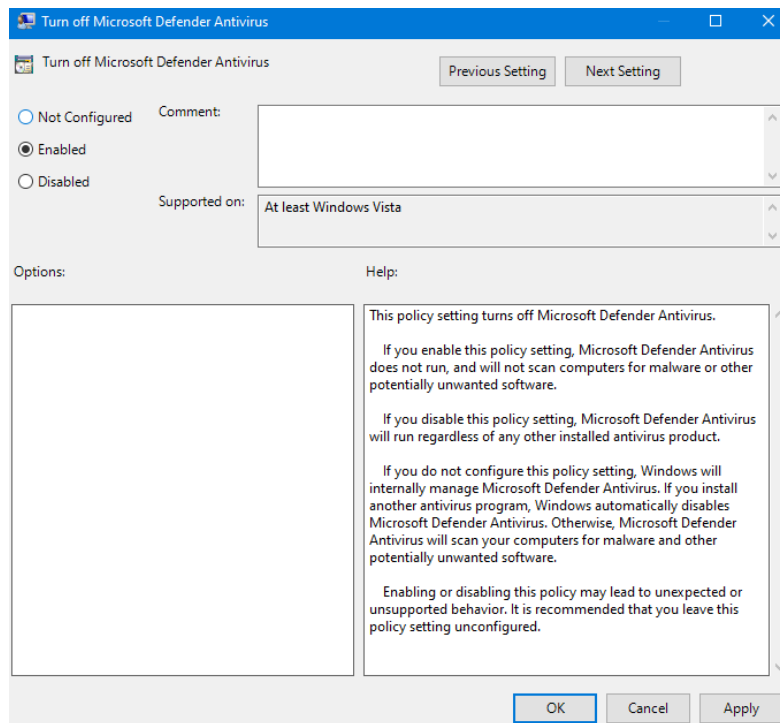 Turn off Microsoft Defender Antivirus
Turn off Microsoft Defender Antivirus
Previous Setting
Next Setting
Not Configured
Comment:
Enabled
Disabled
Supported on:
At least Windows Vista
Options:
Help:
This policy setting turns off Microsoft Defender Antivirus.
If you enable this policy setting, Microsoft Defender Antivirus
does not run, and will not scan computers for malware or other
potentially unwanted software.
If you disable this policy setting, Microsoft Defender Antivirus
will run regardless of any other installed antivirus product.
If you do not configure this policy setting, Windows will
internally manage Microsoft Defender Antivirus. If you install
another antivirus program, Windows automatically disables
Microsoft Defender Antivirus. Otherwise, Microsoft Defender
Antivirus will scan your computers for malware and other
potentially unwanted software.
Enabling or disabling this policy may lead to unexpected or
unsupported behavior. It is recommended that you leave this
policy setting unconfigured.
OK
Cancel
Apply